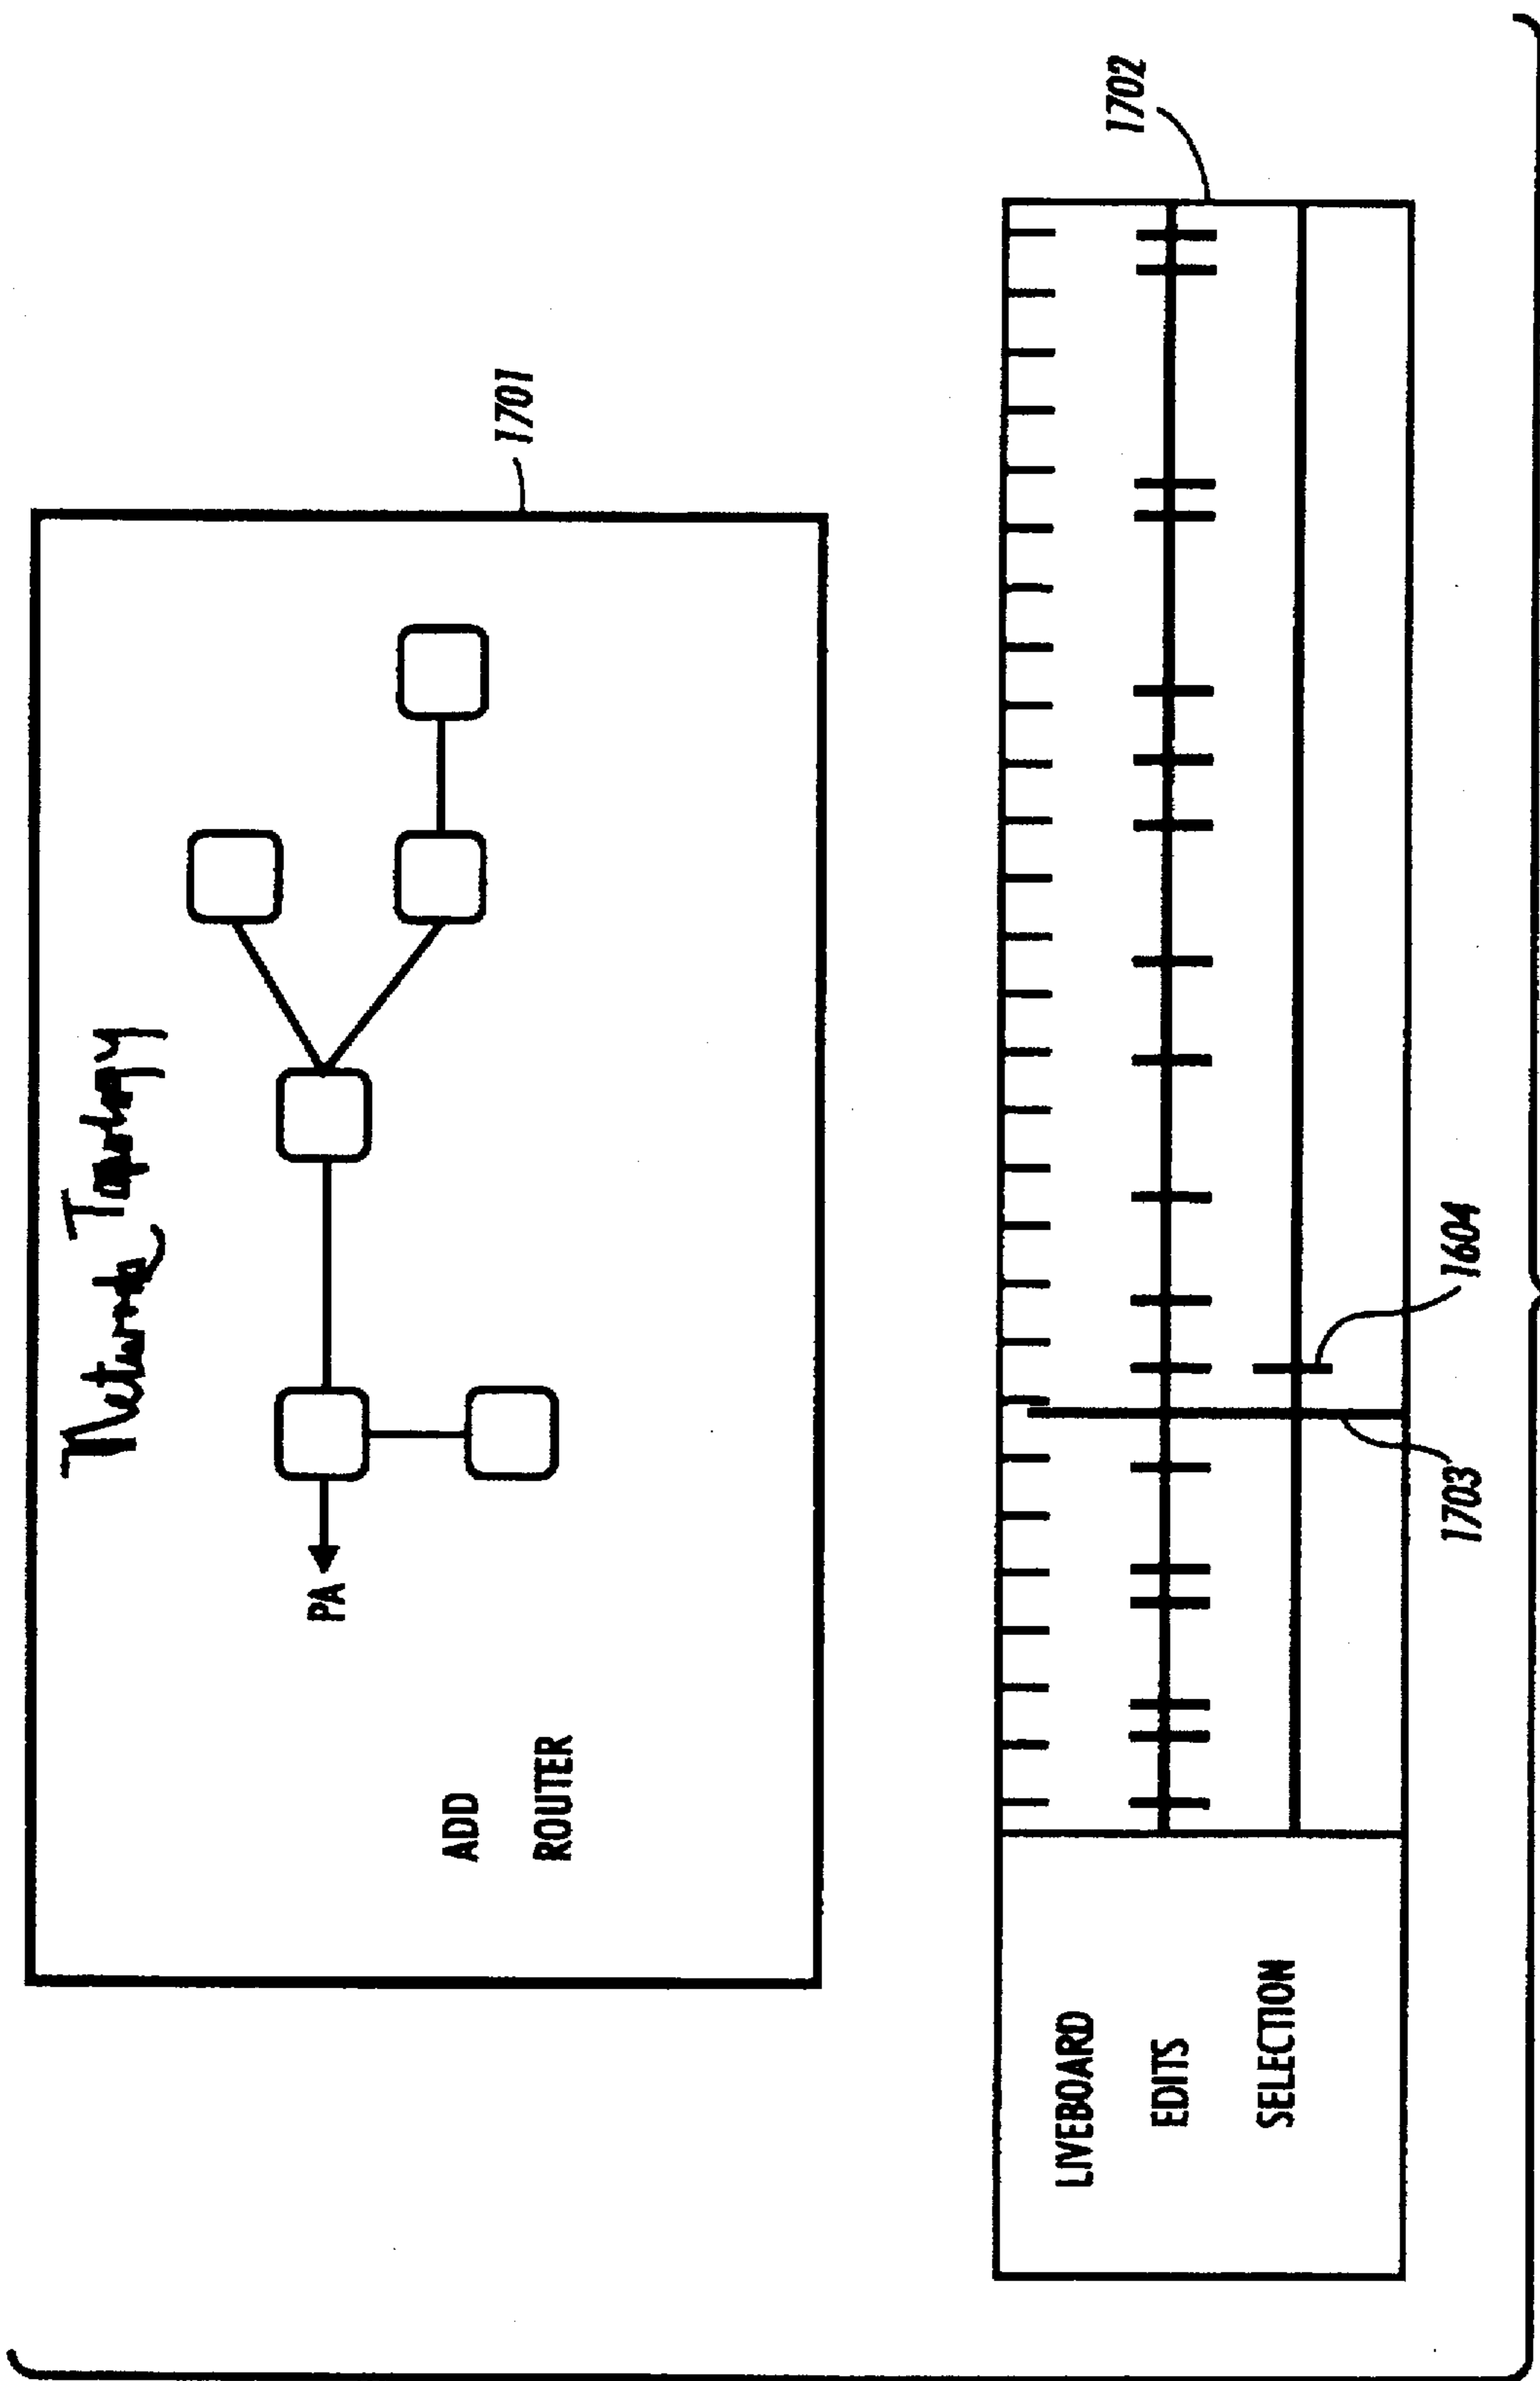 Network Topology
PA
ADD
ROUTER
1701
LIVEBOARD
EDITS
SELECTION
1702
1703
1604